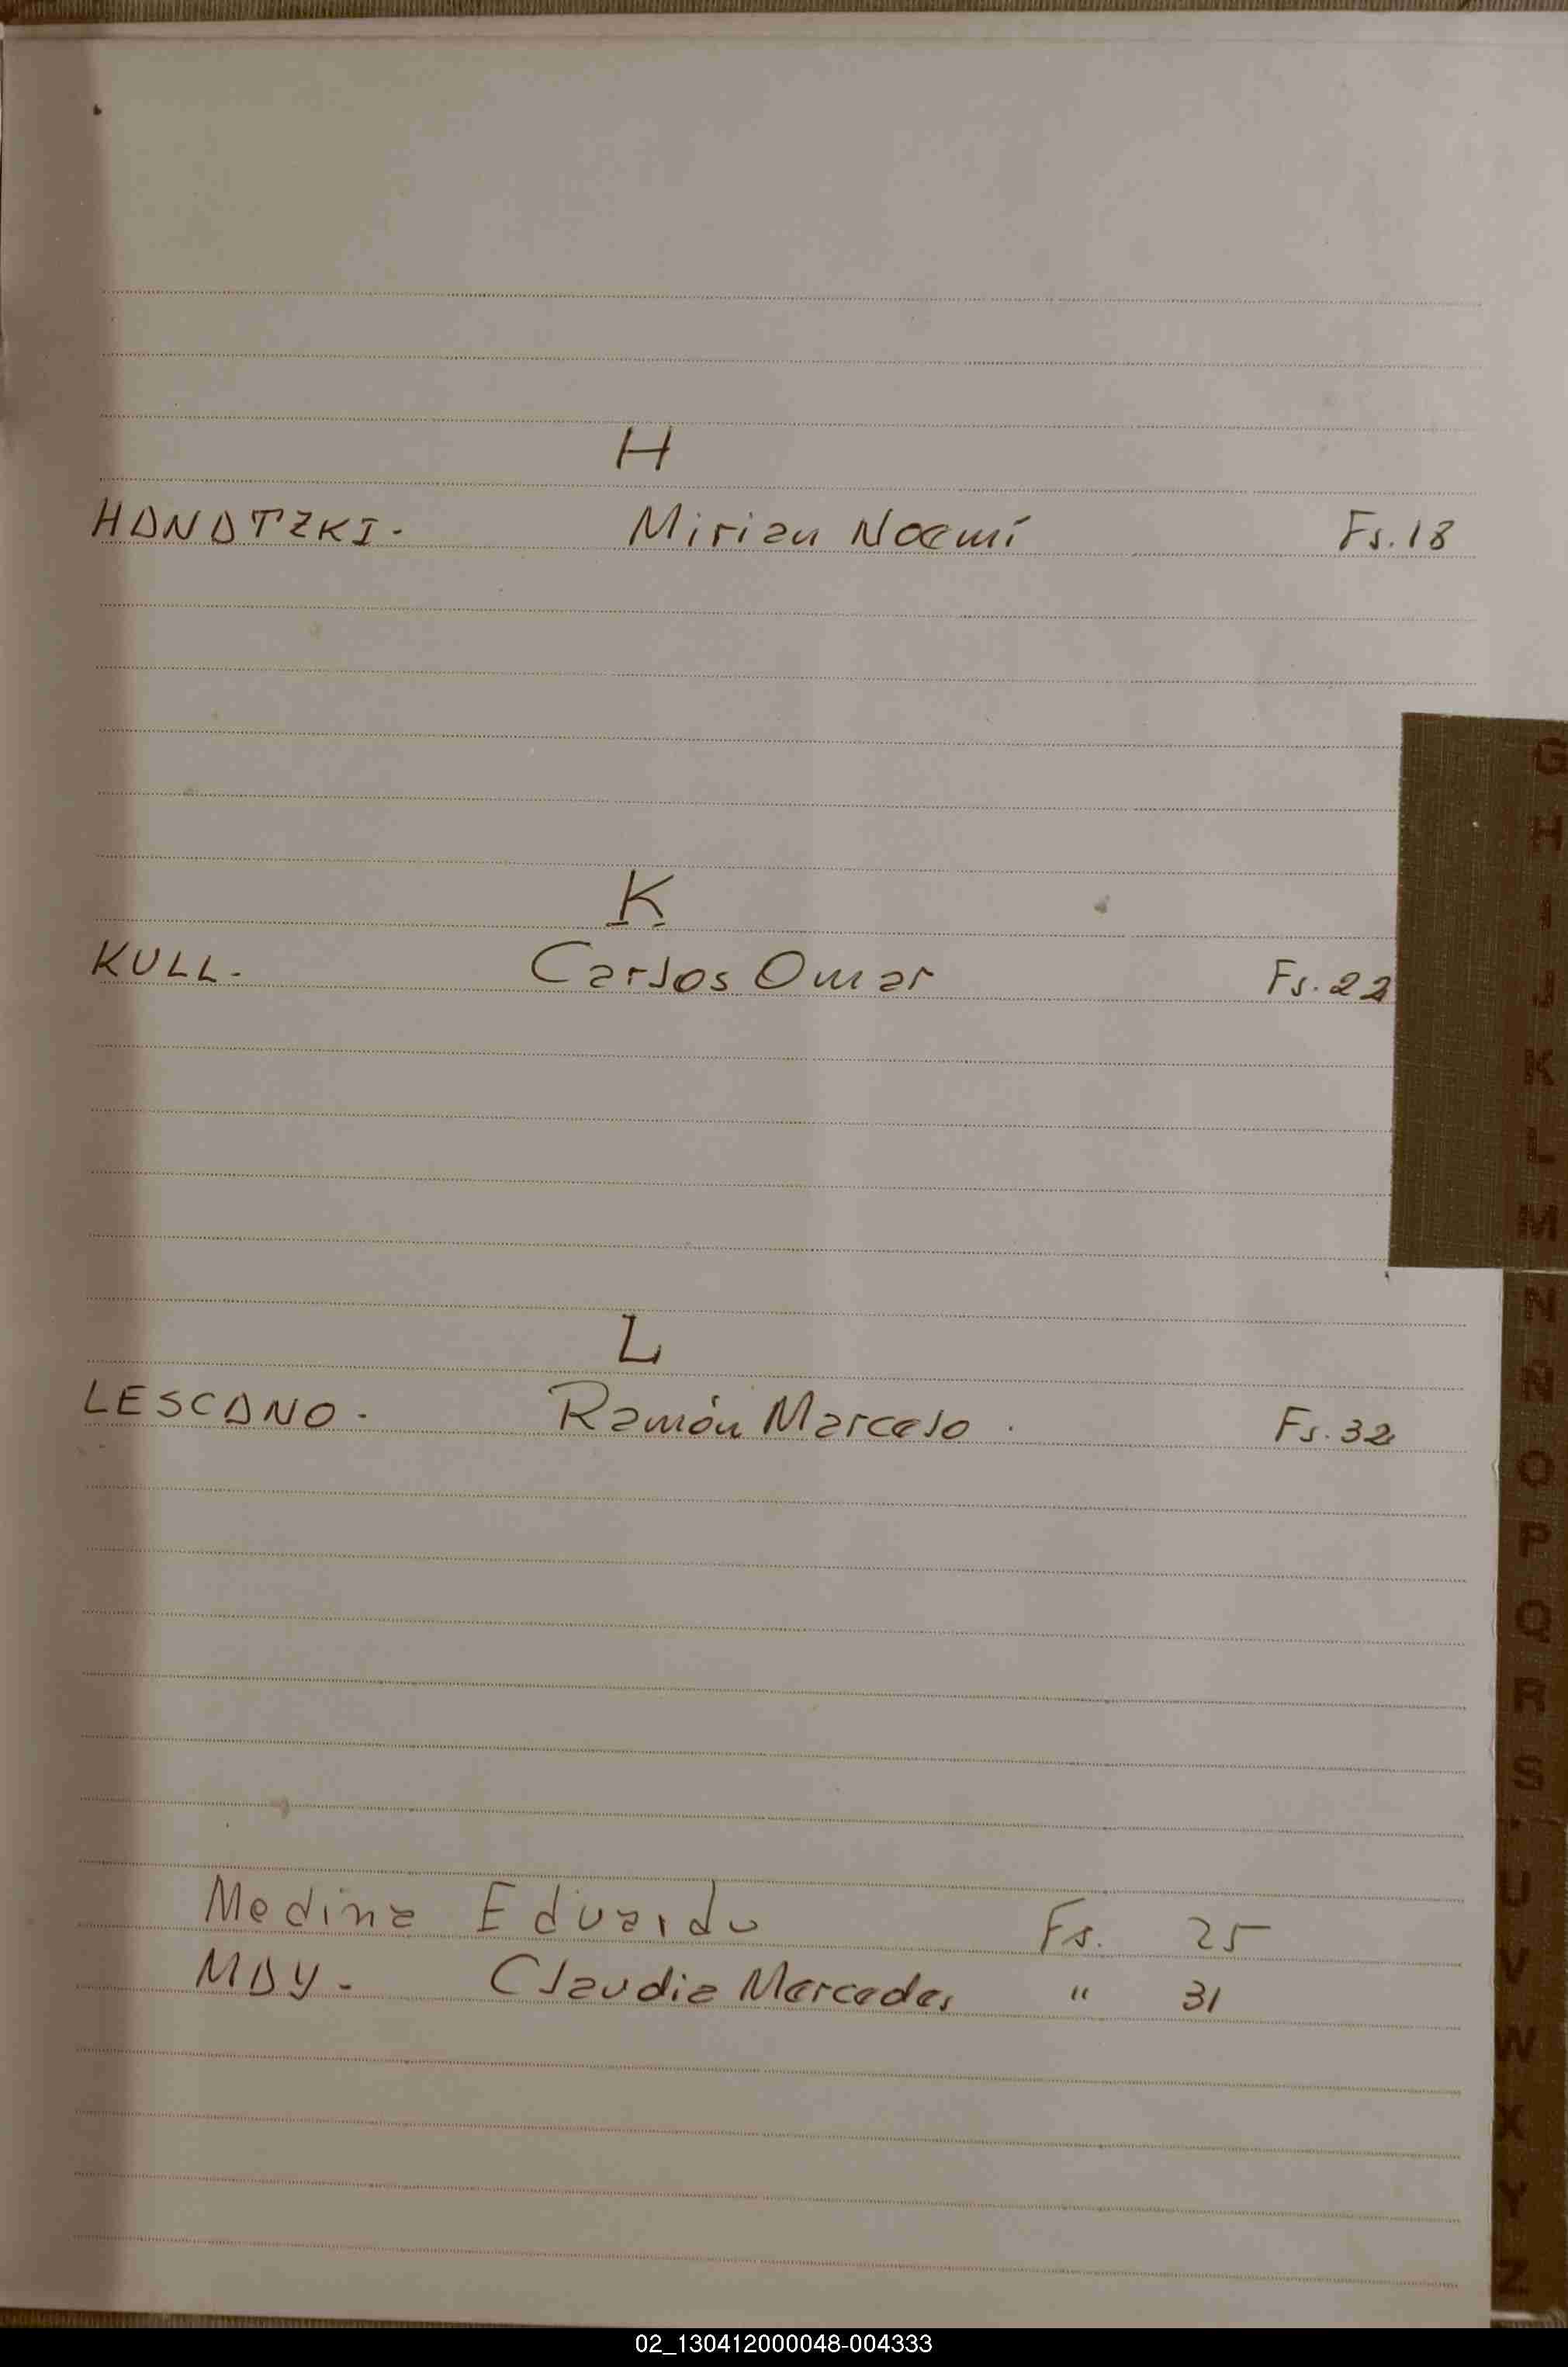 H
HANATZKI. Mirian Noemí Fs. 18
K
KULL. Carlos Omar Fs. 22
L
LESCANO. Ramón Marcelo. Fs. 32
Medina Eduardo Fs. 25
MAY. Claudia Mercedes " 31
G
H
I
J
K
L
M
N
Ñ
O
P
Q
R
S
U
V
W
X
Y
Z
02_130412000048-004333